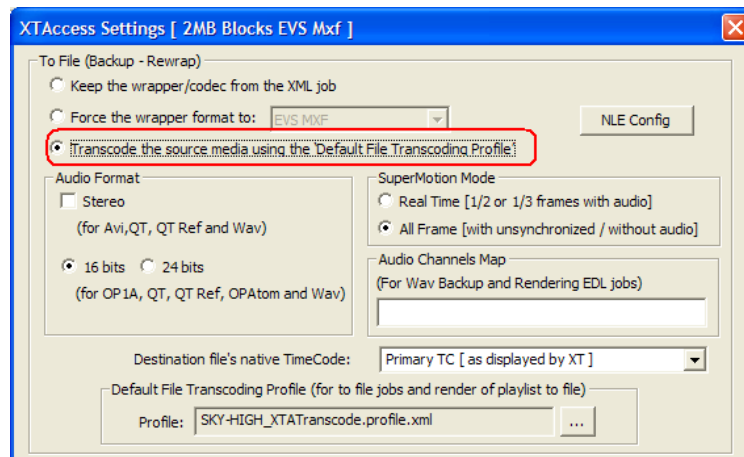 XTAccess Settings [ 2MB Blocks EVS Mxf ]
To File (Backup - Rewrap)
Keep the wrapper/codec from the XML job
Force the wrapper format to: EVS MXF NLE Config
Transcode the source media using the 'Default File Transcoding Profile'
Audio Format
Stereo
(for Avi,QT, QT Ref and Wav)
16 bits 24 bits
(for OP1A, QT, QT Ref, OPAtom and Wav)
SuperMotion Mode
Real Time [1/2 or 1/3 frames with audio]
All Frame [with unsynchronized / without audio]
Audio Channels Map
(For Wav Backup and Rendering EDL jobs)
Destination file's native TimeCode: Primary TC [ as displayed by XT ]
Default File Transcoding Profile (for to file jobs and render of playlist to file)
Profile: SKY-HIGH_XTATranscode.profile.xml ...